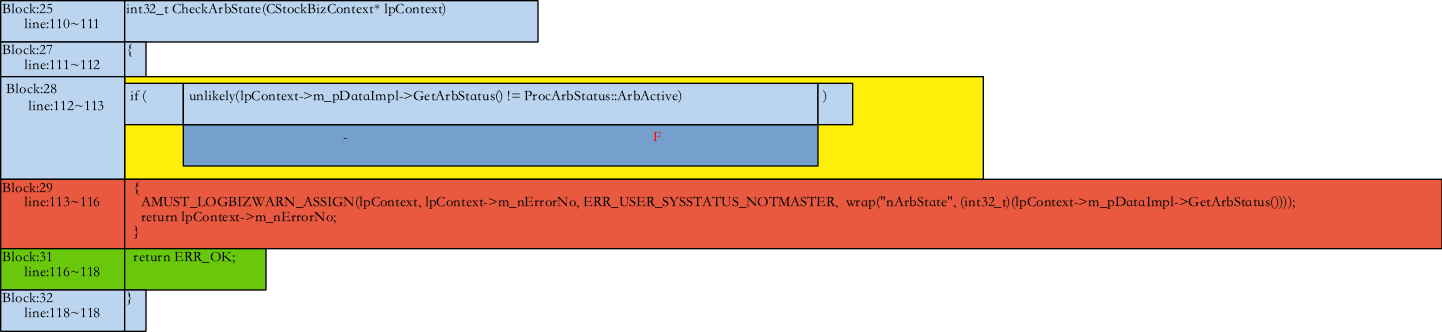 Block:25 int32_t CheckArbState(CStockBizContext* lpContext)
line:110~111
Block:27 {
line:111~112
Block:28 if ( unlikely(lpContext->m_pDataImpl->GetArbStatus() != ProcArbStatus::ArbActive) )
line:112~113
- F
Block:29 {
line:113~116 AMUST_LOGBIZWARN_ASSIGN(lpContext, lpContext->m_nErrorNo, ERR_USER_SYSSTATUS_NOTMASTER, wrap("nArbState", (int32_t)(lpContext->m_pDataImpl->GetArbStatus())));
return lpContext->m_nErrorNo;
}
Block:31 return ERR_OK;
line:116~118
Block:32 }
line:118~118